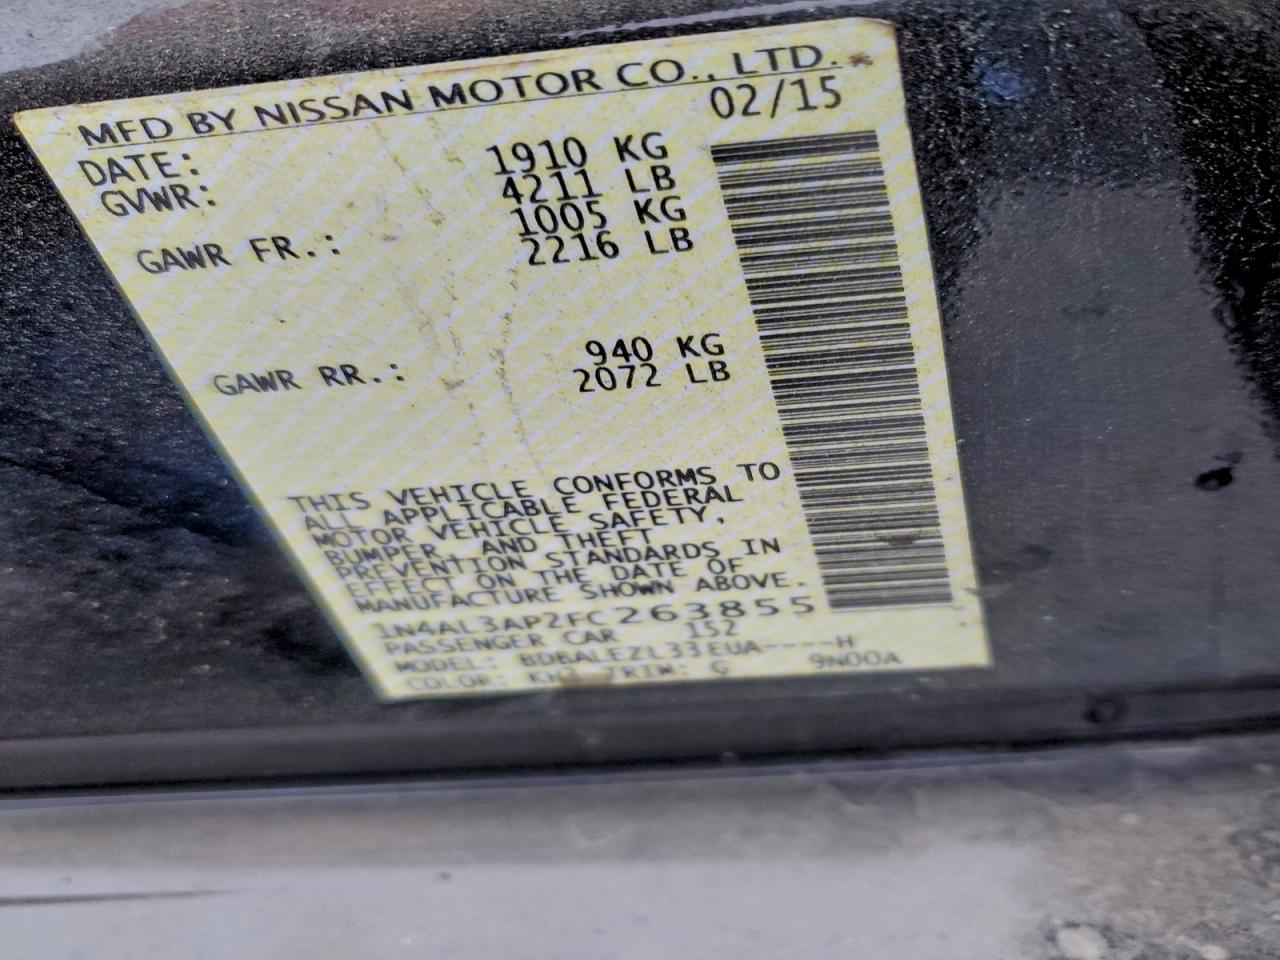 MFD BY NISSAN MOTOR CO., LTD.
DATE: 02/15
GVWR: 1910 KG
4211 LB
GAWR FR.: 1005 KG
2216 LB
GAWR RR.: 940 KG
2072 LB
THIS VEHICLE CONFORMS TO
ALL APPLICABLE FEDERAL
MOTOR VEHICLE SAFETY,
BUMPER, AND THEFT
PREVENTION STANDARDS IN
EFFECT ON THE DATE OF
MANUFACTURE SHOWN ABOVE.
1N4AL3AP2FC263855
PASSENGER CAR 152
MODEL: BDBALEZL33EUA----H
COLOR: TRIM: G 9N00A